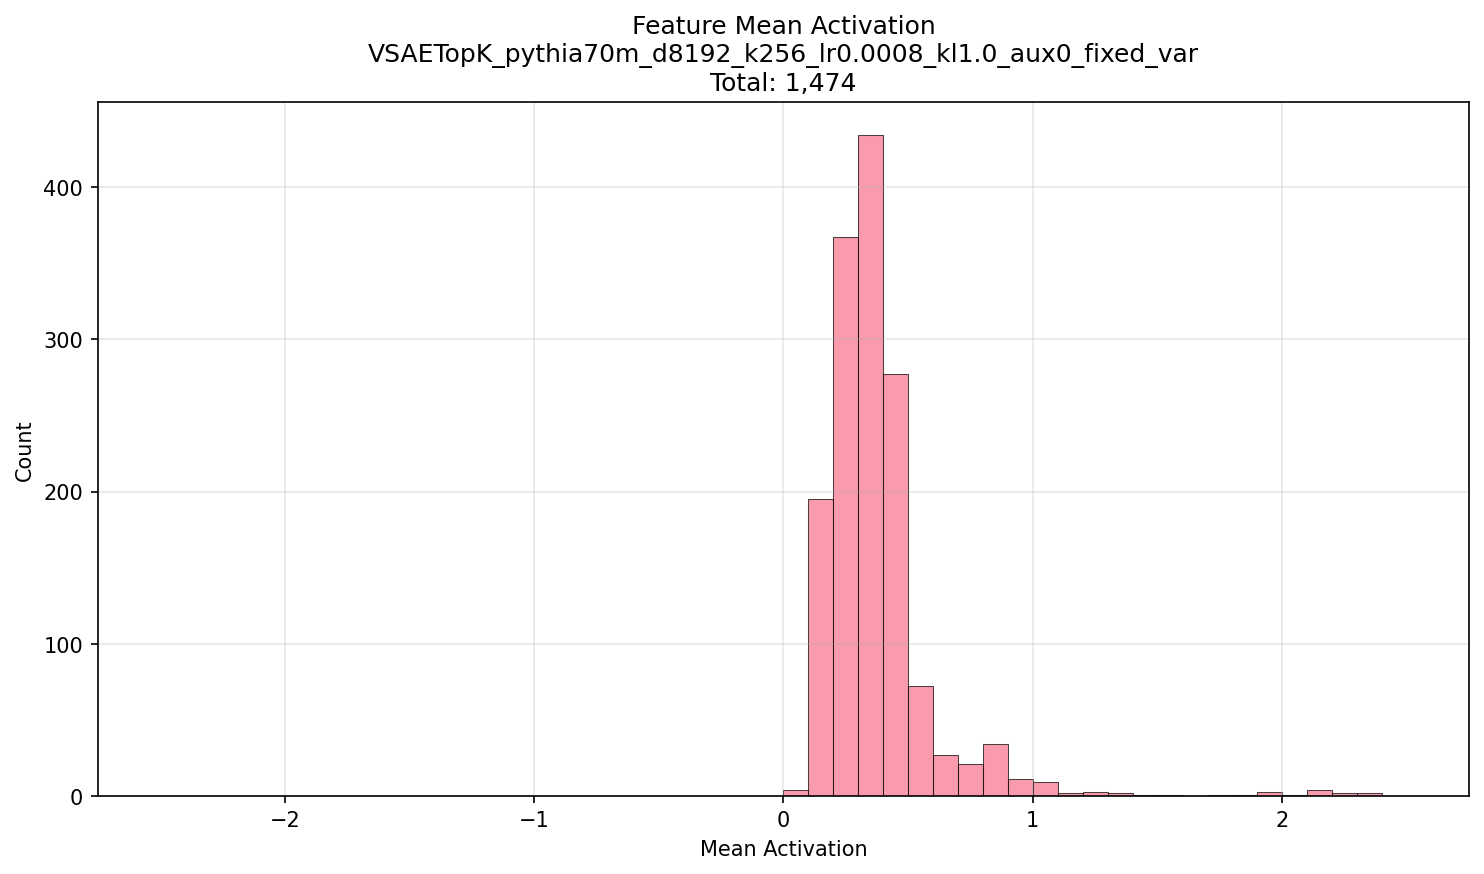 Feature Mean Activation
VSAETopK_pythia70m_d8192_k256_lr0.0008_kl1.0_aux0_fixed_var
Total: 1,474
400
300
200
100
0
Count
−2
−1
0
1
2
Mean Activation